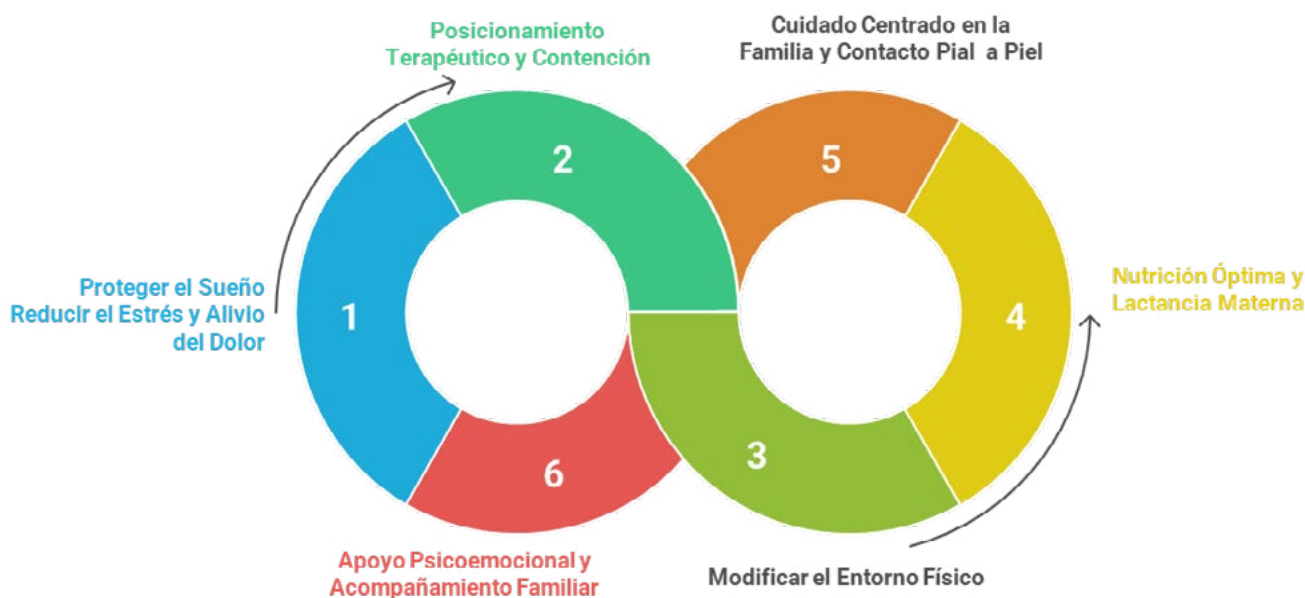 Posicionamiento
Terapéutico y Contención
Cuidado Centrado en la
Familia y Contacto Pial a Piel
2
5
Proteger el Sueño
Reducir el Estrés y Alivio
del Dolor
1
4
Nutrición Óptima y
Lactancia Materna
6
3
Apoyo Psicoemocional y
Acompañamiento Familiar
Modificar el Entorno Físico